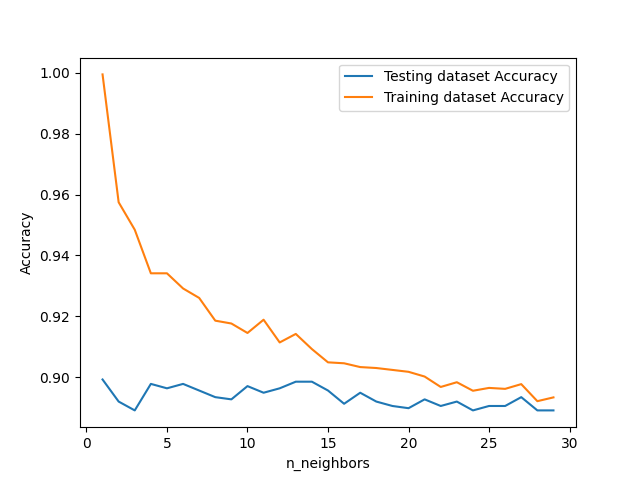 Testing dataset Accuracy
Training dataset Accuracy
1.00
0.98
0.96
0.94
0.92
0.90
Accuracy
0 5 10 15 20 25 30
n_neighbors